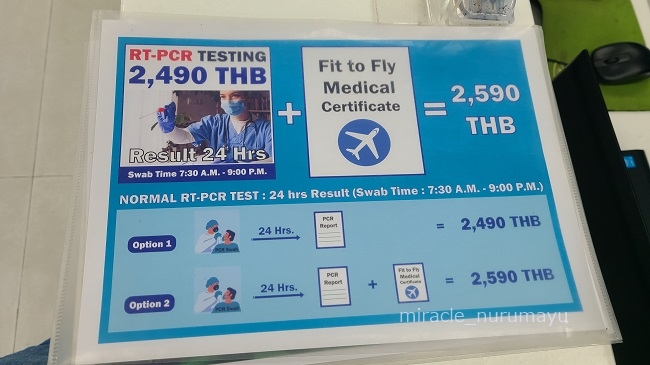 RT-PCR TESTING
2,490 THB
Result 24 Hrs
Swab Time 7:30 A.M. - 9:00 P.M.
+
Fit to Fly
Medical
Certificate
=
2,590
THB
NORMAL RT-PCR TEST : 24 hrs Result (Swab Time : 7:30 A.M. - 9:00 P.M.)
Option 1
24 Hrs.
PCR
Report
= 2,490 THB
Option 2
24 Hrs.
PCR
Report
+
Fit to Fly
Medical
Certificate
= 2,590 THB
miracle_nurumayu